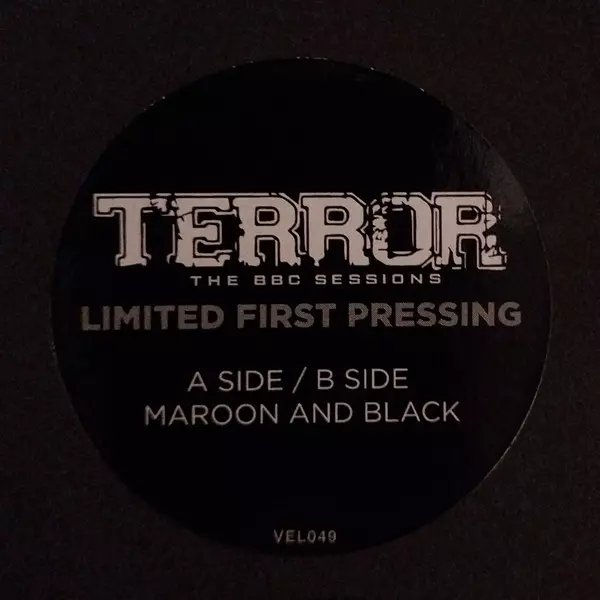 TERROR
THE BBC SESSIONS
LIMITED FIRST PRESSING
A SIDE / B SIDE
MAROON AND BLACK
VEL049